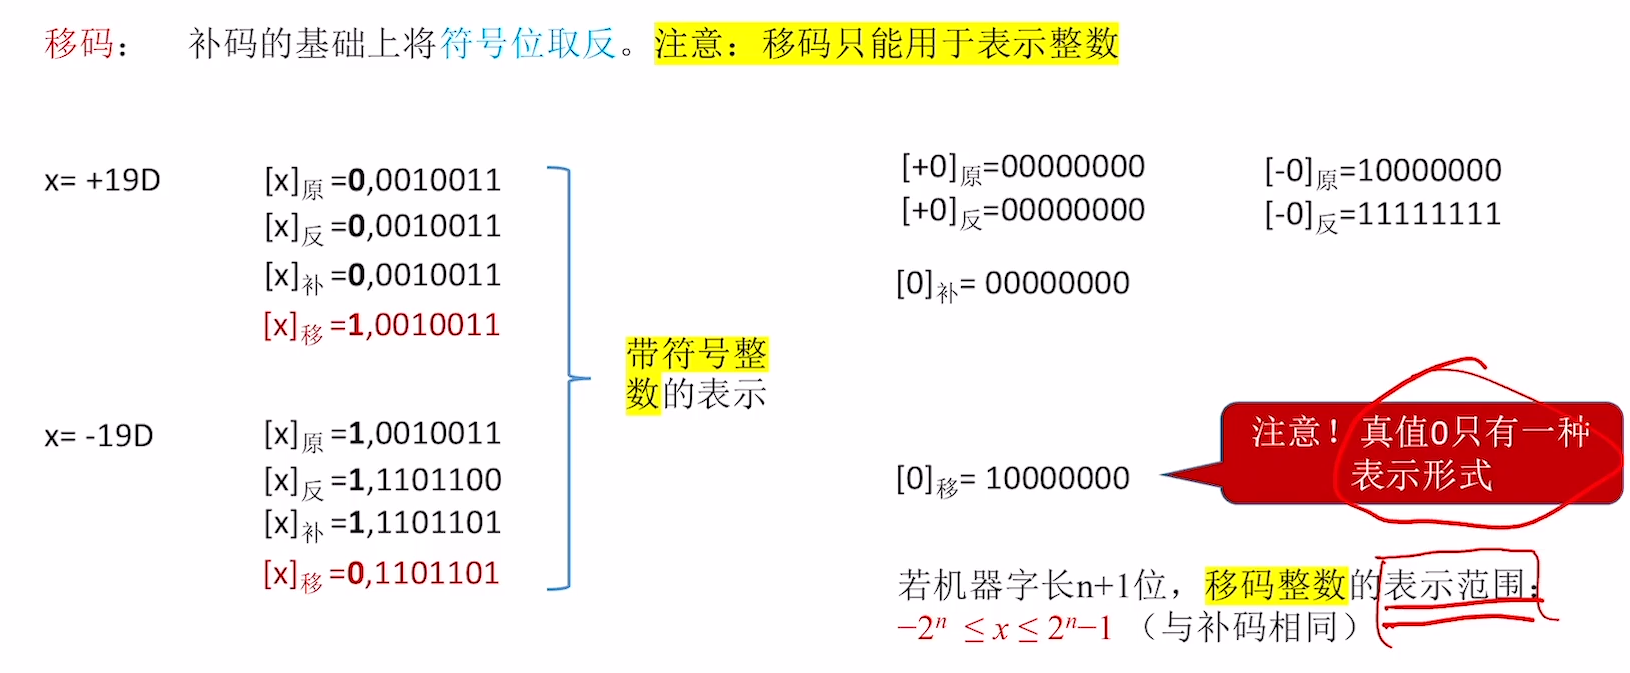 移码： 补码的基础上将符号位取反。注意：移码只能用于表示整数
x= +19D
[x]原 =0,0010011
[x]反 =0,0010011
[x]补 =0,0010011
[x]移 =1,0010011
x= -19D
[x]原 =1,0010011
[x]反 =1,1101100
[x]补 =1,1101101
[x]移 =0,1101101
带符号整
数的表示
[+0]原=00000000
[+0]反=00000000
[-0]原=10000000
[-0]反=11111111
[0]补= 00000000
[0]移= 10000000
注意！真值0只有一种
表示形式
若机器字长n+1位，移码整数的表示范围：
−2ⁿ ≤ x ≤ 2ⁿ−1 （与补码相同）